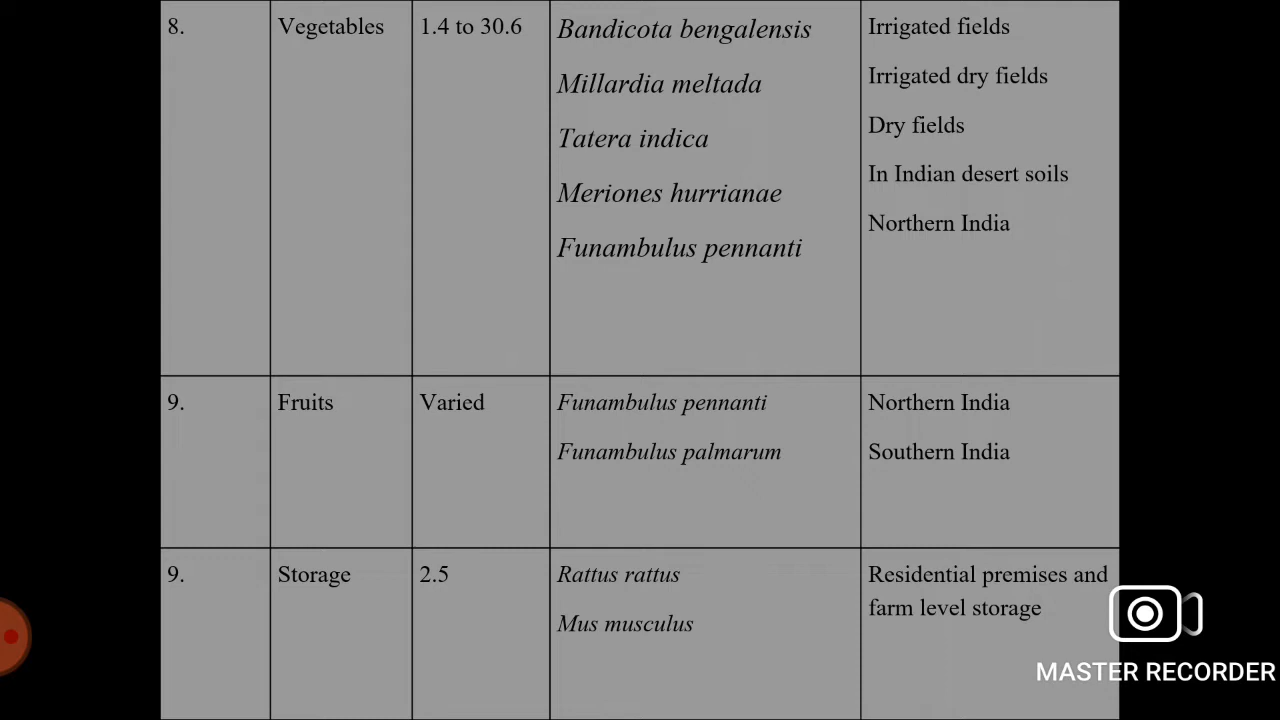 8.
Vegetables
1.4 to 30.6
Bandicota bengalensis
Millardia meltada
Tatera indica
Meriones hurrianae
Funambulus pennanti
Irrigated fields
Irrigated dry fields
Dry fields
In Indian desert soils
Northern India
9.
Fruits
Varied
Funambulus pennanti
Funambulus palmarum
Northern India
Southern India
9.
Storage
2.5
Rattus rattus
Mus musculus
Residential premises and
farm level storage
MASTER RECORDER